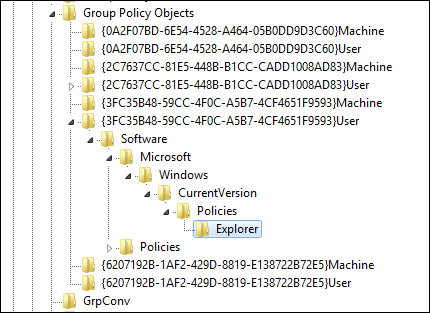 Group Policy Objects
{0A2F07BD-6E54-4528-A464-05B0DD9D3C60}Machine
{0A2F07BD-6E54-4528-A464-05B0DD9D3C60}User
{2C7637CC-81E5-448B-B1CC-CADD1008AD83}Machine
{2C7637CC-81E5-448B-B1CC-CADD1008AD83}User
{3FC35B48-59CC-4F0C-A5B7-4CF4651F9593}Machine
{3FC35B48-59CC-4F0C-A5B7-4CF4651F9593}User
Software
Microsoft
Windows
CurrentVersion
Policies
Explorer
Policies
{6207192B-1AF2-429D-8819-E138722B72E5}Machine
{6207192B-1AF2-429D-8819-E138722B72E5}User
GrpConv